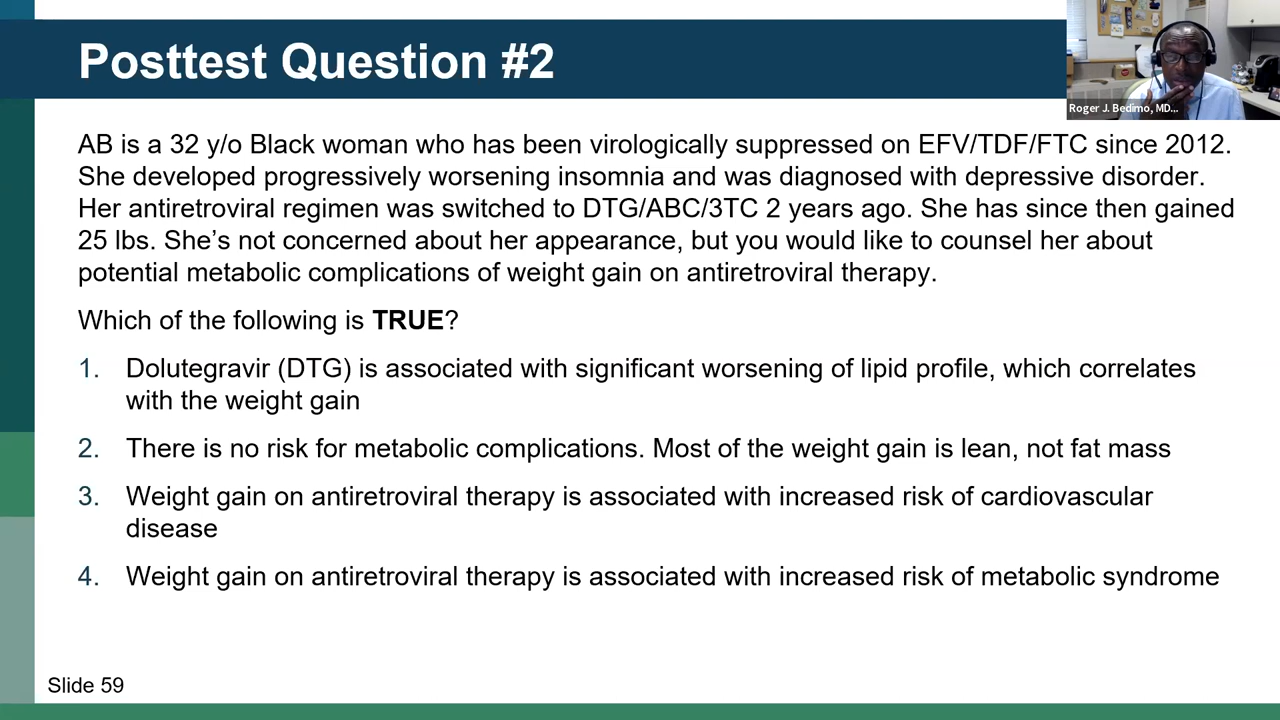 Posttest Question #2
Roger J. Bedimo, MD...
AB is a 32 y/o Black woman who has been virologically suppressed on EFV/TDF/FTC since 2012.
She developed progressively worsening insomnia and was diagnosed with depressive disorder.
Her antiretroviral regimen was switched to DTG/ABC/3TC 2 years ago. She has since then gained
25 lbs. She’s not concerned about her appearance, but you would like to counsel her about
potential metabolic complications of weight gain on antiretroviral therapy.
Which of the following is TRUE?
1. Dolutegravir (DTG) is associated with significant worsening of lipid profile, which correlates
with the weight gain
2. There is no risk for metabolic complications. Most of the weight gain is lean, not fat mass
3. Weight gain on antiretroviral therapy is associated with increased risk of cardiovascular
disease
4. Weight gain on antiretroviral therapy is associated with increased risk of metabolic syndrome
Slide 59